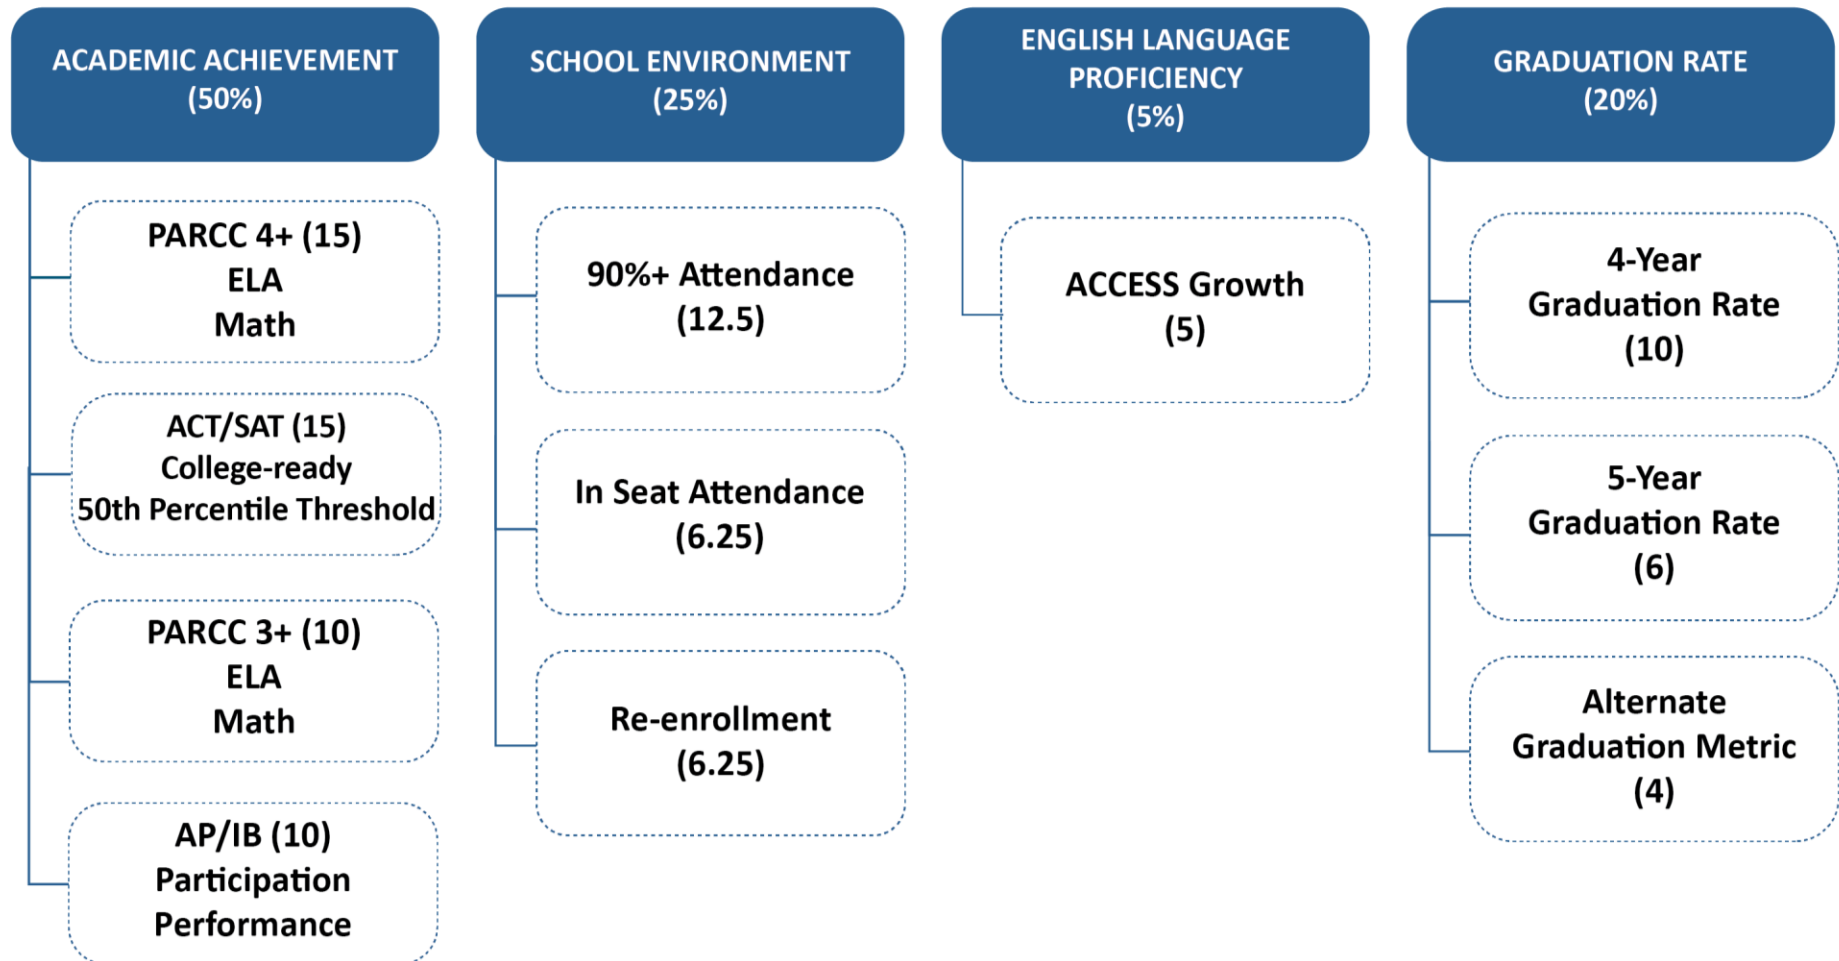 ACADEMIC ACHIEVEMENT
(50%)
PARCC 4+ (15)
ELA
Math
ACT/SAT (15)
College-ready
50th Percentile Threshold
PARCC 3+ (10)
ELA
Math
AP/IB (10)
Participation
Performance
SCHOOL ENVIRONMENT
(25%)
90%+ Attendance
(12.5)
In Seat Attendance
(6.25)
Re-enrollment
(6.25)
ENGLISH LANGUAGE
PROFICIENCY
(5%)
ACCESS Growth
(5)
GRADUATION RATE
(20%)
4-Year
Graduation Rate
(10)
5-Year
Graduation Rate
(6)
Alternate
Graduation Metric
(4)